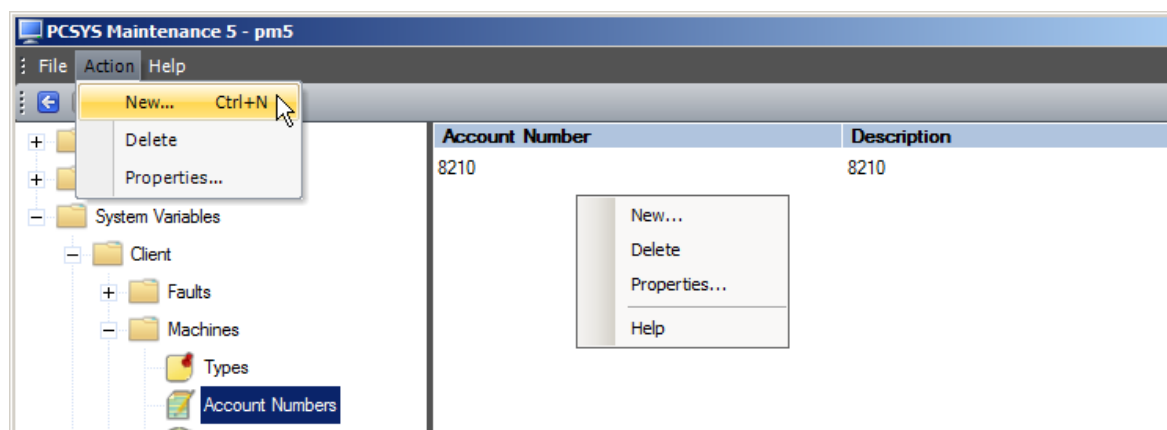 PCSYS Maintenance 5 - pm5
File Action Help
New... Ctrl+N
Delete
Properties...
System Variables
Client
Faults
Machines
Types
Account Numbers
Account Number Description
8210 8210
New...
Delete
Properties...
Help